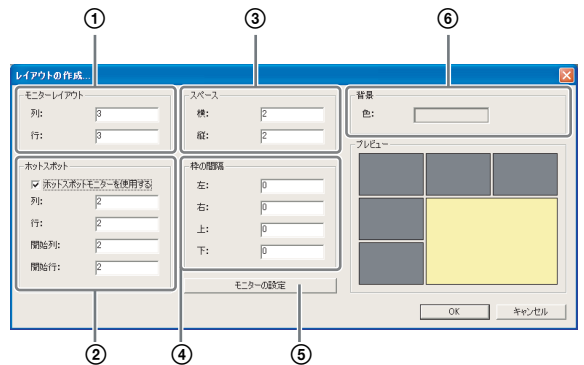 ① ③ ⑥
レイアウトの作成...
モニターレイアウト
列: 3
行: 3
スペース
横: 2
縦: 2
背景
色:
ホットスポット
ホットスポットモニターを使用する
列: 2
行: 2
開始列: 2
開始行: 2
枠の間隔
左: 0
右: 0
上: 0
下: 0
モニターの設定
プレビュー
OK キャンセル
② ④ ⑤